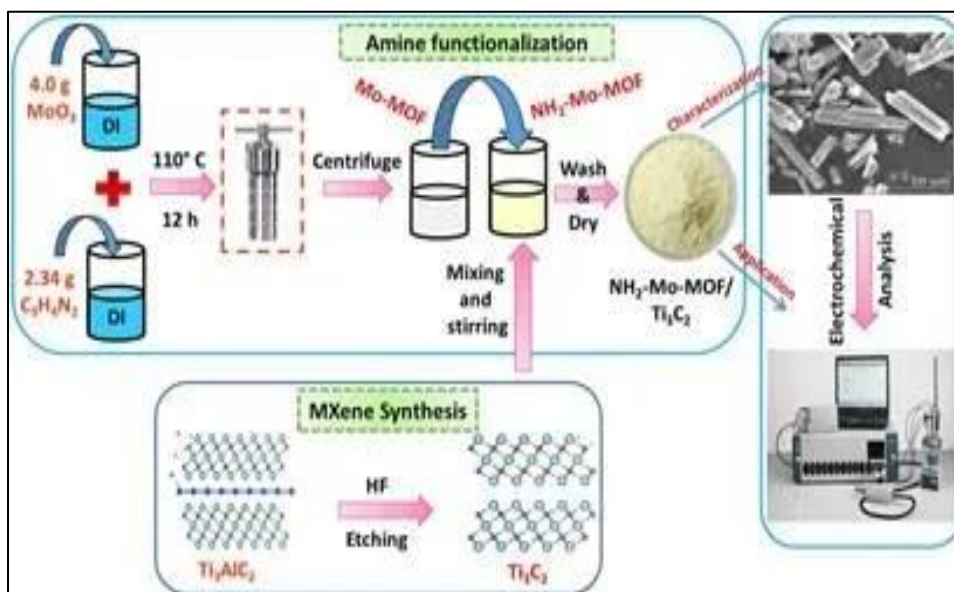 Amine functionalization
4.0 g
MoO₃
DI
110° C
12 h
2.34 g
C₃H₄N₂
DI
Centrifuge
Mo-MOF
NH₂-Mo-MOF
Wash
&
Dry
Mixing
and
stirring
NH₂-Mo-MOF/
Ti₃C₂
Characterization
Application
Electrochemical
Analysis
MXene Synthesis
HF
Etching
Ti₃AlC₂
Ti₃C₂